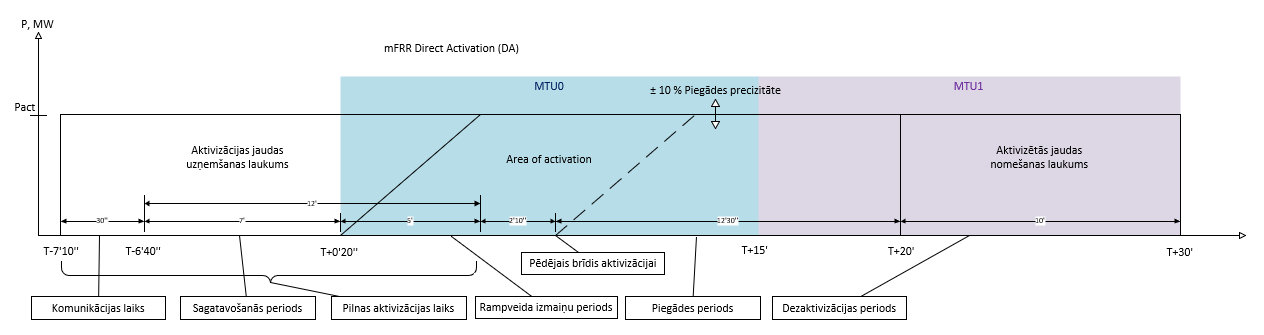 P, MW
mFRR Direct Activation (DA)
MTU0
MTU1
± 10 % Piegādes precizitāte
Pact
Aktivizācijas jaudas
uzņemšanas laukums
Area of activation
Aktivizētās jaudas
nomešanas laukums
12'
30''
7'
5'
2'10''
12'30''
10'
T-7'10''
T-6'40''
T+0'20''
T+15'
T+20'
T+30'
Pēdējais brīdis aktivizācijai
Komunikācijas laiks
Sagatavošanās periods
Pilnas aktivizācijas laiks
Rampveida izmaiņu periods
Piegādes periods
Dezaktivizācijas periods